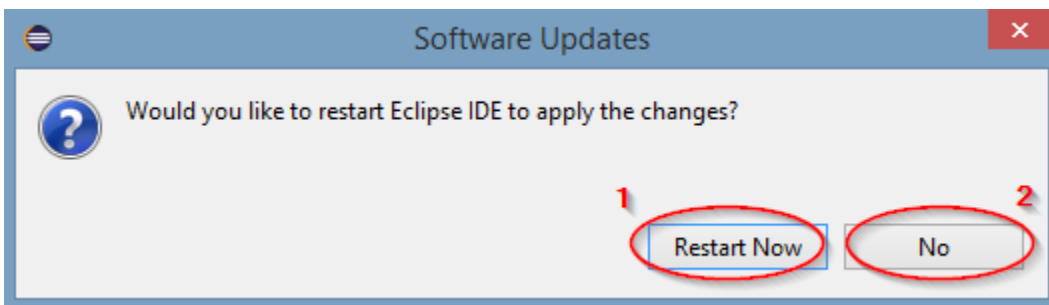 Software Updates
Would you like to restart Eclipse IDE to apply the changes?
1
2
Restart Now
No